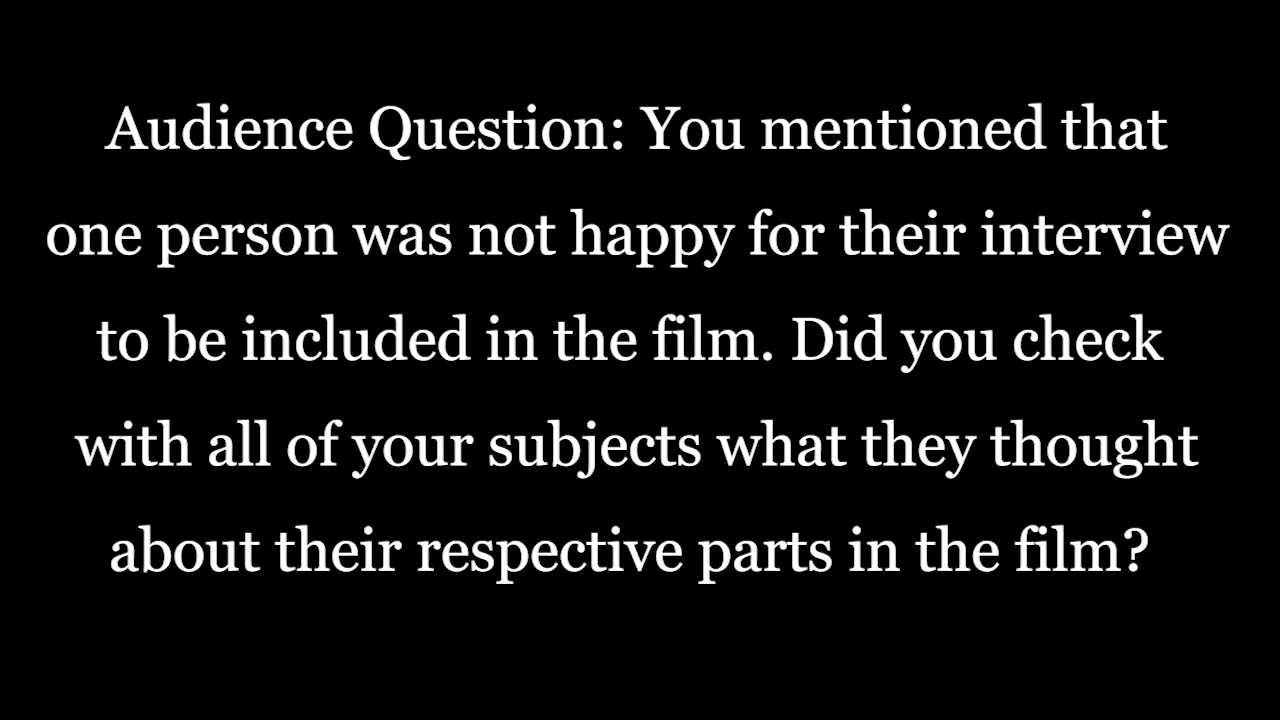 Audience Question: You mentioned that
one person was not happy for their interview
to be included in the film. Did you check
with all of your subjects what they thought
about their respective parts in the film?